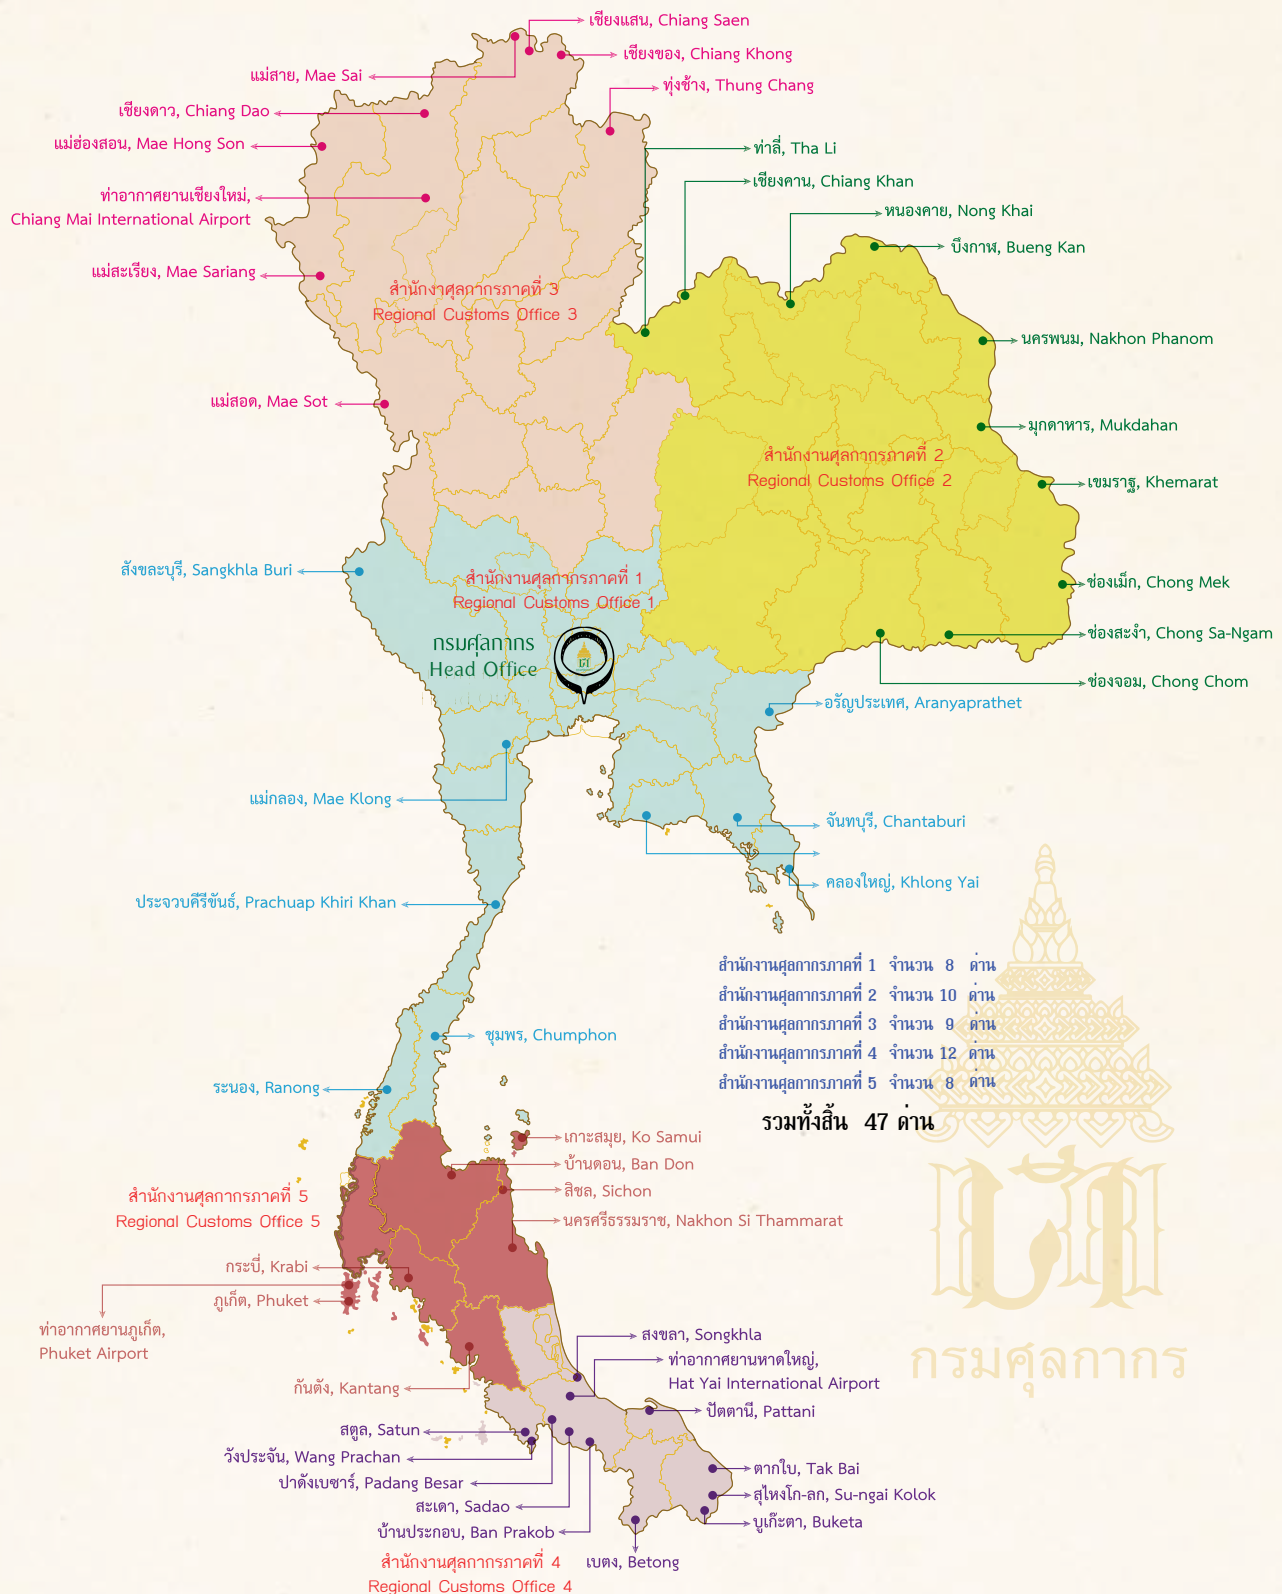 เชียงแสน, Chiang Saen
เชียงของ, Chiang Khong
แม่สาย, Mae Sai
ทุ่งช้าง, Thung Chang
เชียงดาว, Chiang Dao
แม่ฮ่องสอน, Mae Hong Son
ท่าลี่, Tha Li
เชียงคาน, Chiang Khan
ท่าอากาศยานเชียงใหม่,
Chiang Mai International Airport
หนองคาย, Nong Khai
บึงกาฬ, Bueng Kan
แม่สะเรียง, Mae Sariang
สำนักงาศุลกากรภาคที่ 3
Regional Customs Office 3
นครพนม, Nakhon Phanom
แม่สอด, Mae Sot
มุกดาหาร, Mukdahan
สำนักงานศุลกากรภาคที่ 2
Regional Customs Office 2
เขมราฐ, Khemarat
สังขละบุรี, Sangkhla Buri
สำนักงานศุลกากรภาคที่ 1
Regional Customs Office 1
ช่องเม็ก, Chong Mek
กรมศุลกากร
Head Office
ช่องสะงำ, Chong Sa-Ngam
ช่องจอม, Chong Chom
อรัญประเทศ, Aranyaprathet
แม่กลอง, Mae Klong
จันทบุรี, Chantaburi
คลองใหญ่, Khlong Yai
ประจวบคีรีขันธ์, Prachuap Khiri Khan
สำนักงานศุลกากรภาคที่ 1 จำนวน 8 ด่าน
สำนักงานศุลกากรภาคที่ 2 จำนวน 10 ด่าน
สำนักงานศุลกากรภาคที่ 3 จำนวน 9 ด่าน
สำนักงานศุลกากรภาคที่ 4 จำนวน 12 ด่าน
สำนักงานศุลกากรภาคที่ 5 จำนวน 8 ด่าน
รวมทั้งสิ้น 47 ด่าน
ชุมพร, Chumphon
ระนอง, Ranong
เกาะสมุย, Ko Samui
บ้านดอน, Ban Don
สิชล, Sichon
นครศรีธรรมราช, Nakhon Si Thammarat
สำนักงานศุลกากรภาคที่ 5
Regional Customs Office 5
กระบี่, Krabi
ภูเก็ต, Phuket
ท่าอากาศยานภูเก็ต,
Phuket Airport
กันตัง, Kantang
กรมศุลกากร
สงขลา, Songkhla
ท่าอากาศยานหาดใหญ่,
Hat Yai International Airport
ปัตตานี, Pattani
สตูล, Satun
วังประจัน, Wang Prachan
ปาดังเบซาร์, Padang Besar
สะเดา, Sadao
บ้านประกอบ, Ban Prakob
ตากใบ, Tak Bai
สุไหงโก-ลก, Su-ngai Kolok
บูเก๊ะตา, Buketa
เบตง, Betong
สำนักงานศุลกากรภาคที่ 4
Regional Customs Office 4